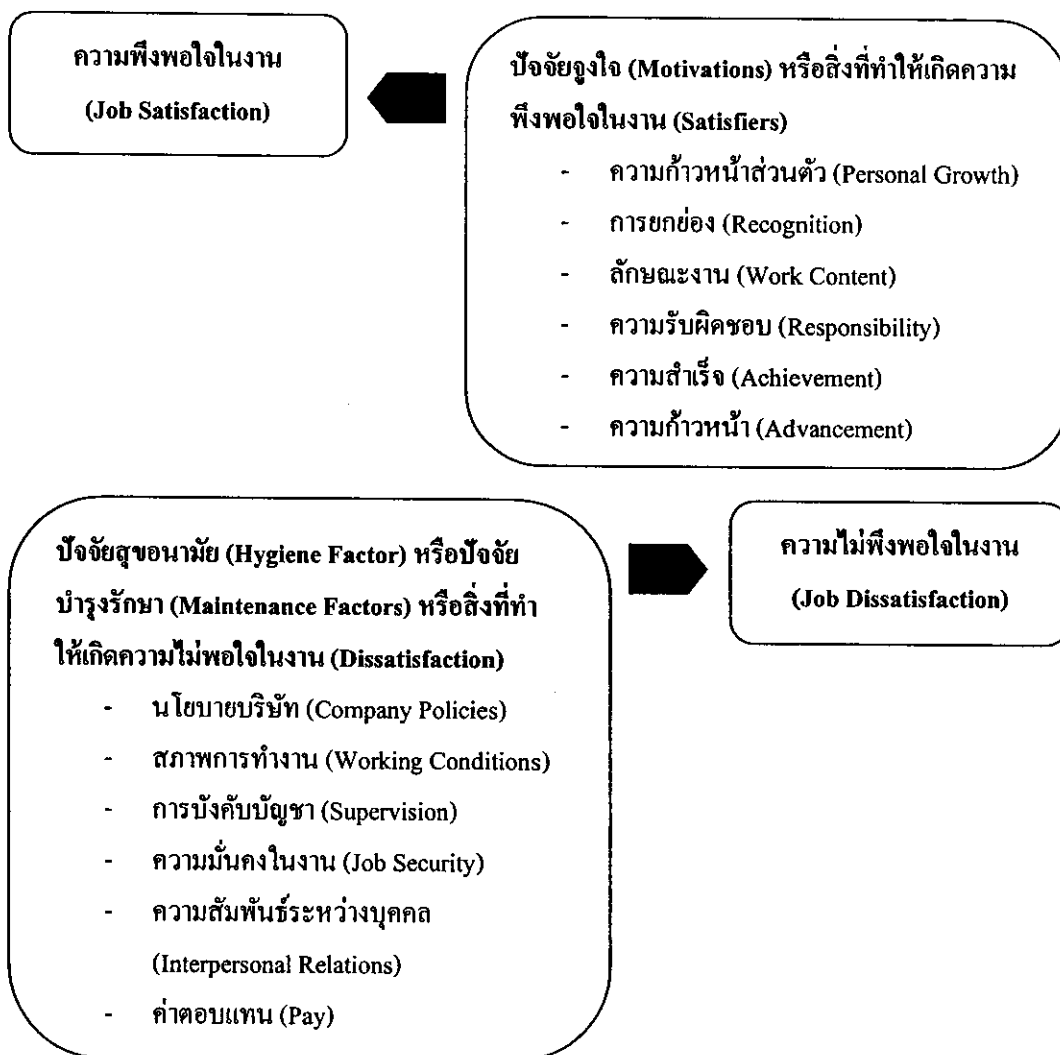 ความพึงพอใจในงาน
(Job Satisfaction)
ปัจจัยจูงใจ (Motivations) หรือสิ่งที่ทำให้เกิดความ
พึงพอใจในงาน (Satisfiers)
- ความก้าวหน้าส่วนตัว (Personal Growth)
- การยกย่อง (Recognition)
- ลักษณะงาน (Work Content)
- ความรับผิดชอบ (Responsibility)
- ความสำเร็จ (Achievement)
- ความก้าวหน้า (Advancement)
ปัจจัยสุขอนามัย (Hygiene Factor) หรือปัจจัย
บำรุงรักษา (Maintenance Factors) หรือสิ่งที่ทำ
ให้เกิดความไม่พอใจในงาน (Dissatisfaction)
- นโยบายบริษัท (Company Policies)
- สภาพการทำงาน (Working Conditions)
- การบังคับบัญชา (Supervision)
- ความมั่นคงในงาน (Job Security)
- ความสัมพันธ์ระหว่างบุคคล
(Interpersonal Relations)
- ค่าตอบแทน (Pay)
ความไม่พึงพอใจในงาน
(Job Dissatisfaction)